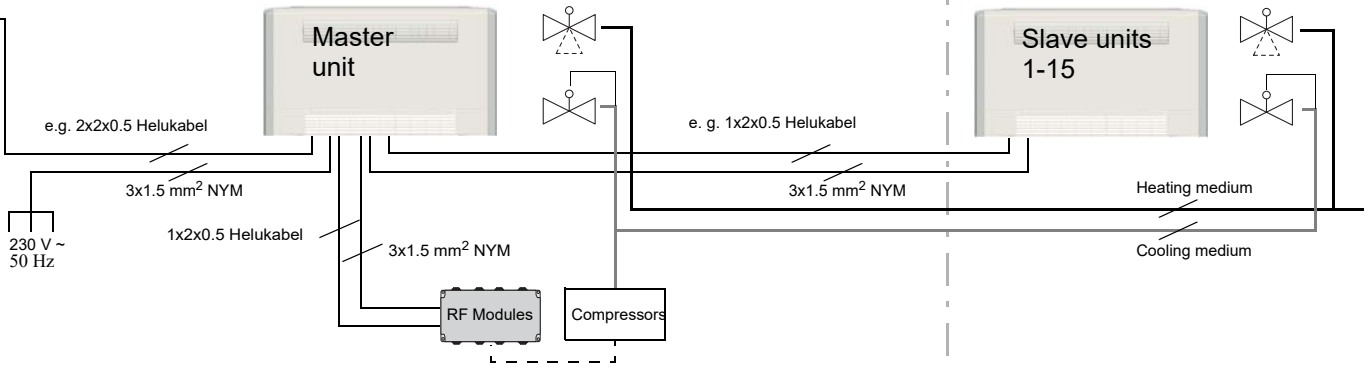 Master
unit
Slave units
1-15
e.g. 2x2x0.5 Helukabel
e. g. 1x2x0.5 Helukabel
3x1.5 mm² NYM
3x1.5 mm² NYM
Heating medium
230 V ~
50 Hz
1x2x0.5 Helukabel
3x1.5 mm² NYM
Cooling medium
RF Modules
Compressors